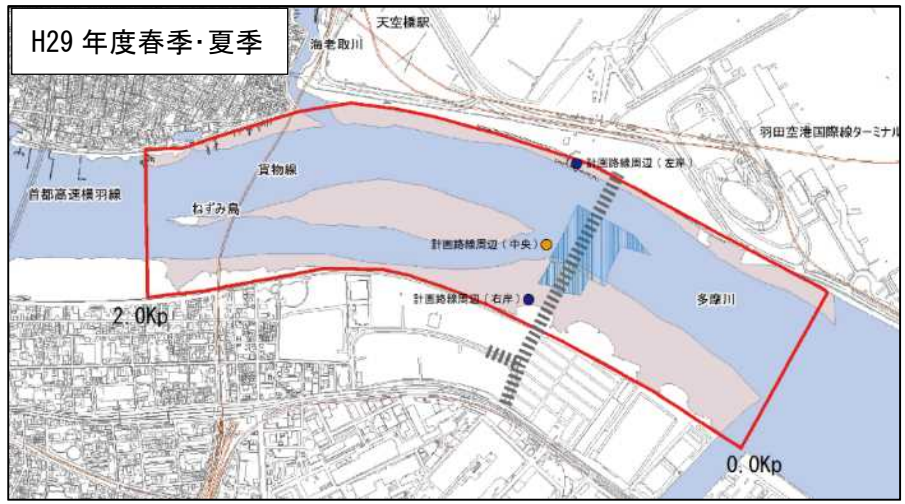 H29 年度春季･夏季
天空橋駅
海老取川
羽田空港国際線ターミナル
計画路線周辺（左岸）
貨物線
首都高速横羽線
ねずみ島
計画路線周辺（中央）
計画路線周辺（右岸）
多摩川
2.0Kp
0.0Kp